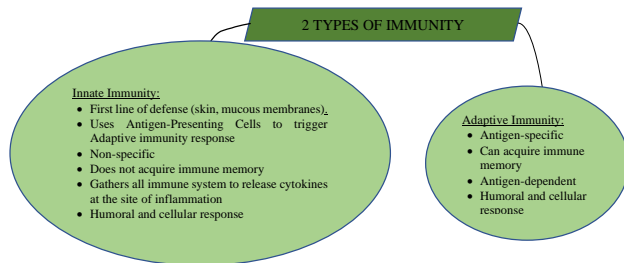 2 TYPES OF IMMUNITY
Innate Immunity:
• First line of defense (skin, mucous membranes).
• Uses Antigen-Presenting Cells to trigger
Adaptive immunity response
• Non-specific
• Does not acquire immune memory
• Gathers all immune system to release cytokines
at the site of inflammation
• Humoral and cellular response
Adaptive Immunity:
• Antigen-specific
• Can acquire immune
memory
• Antigen-dependent
• Humoral and cellular
response